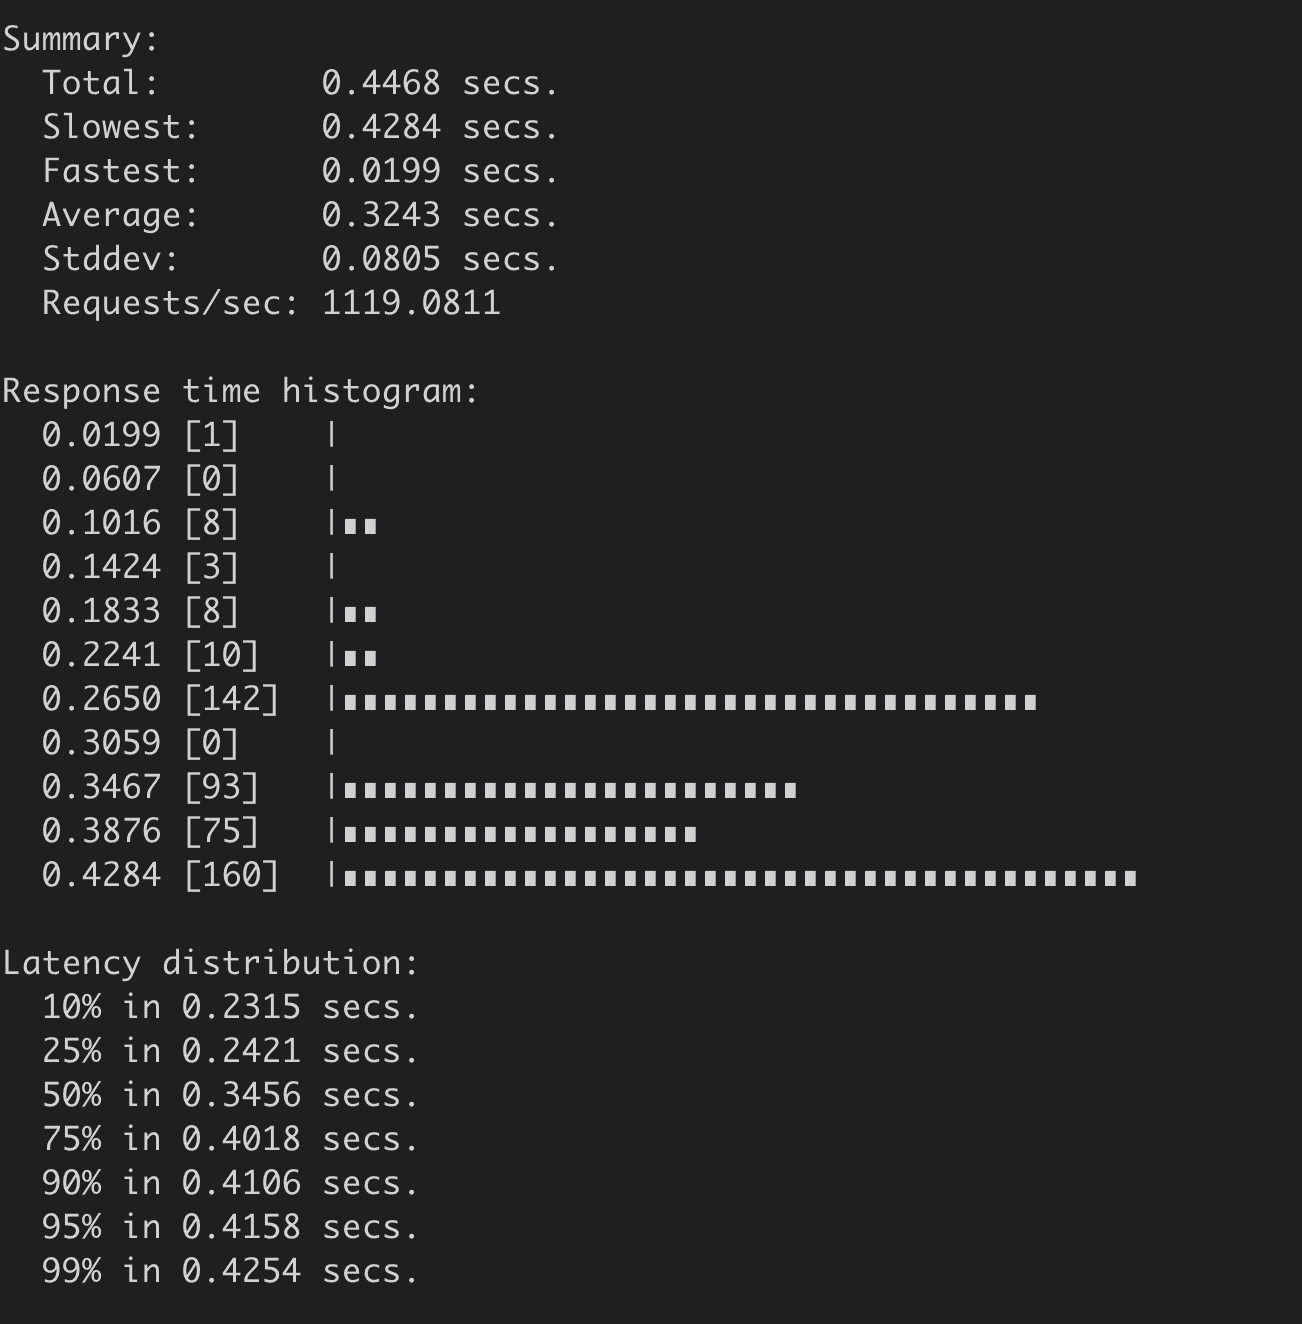 Summary:
  Total:        0.4468 secs.
  Slowest:      0.4284 secs.
  Fastest:      0.0199 secs.
  Average:      0.3243 secs.
  Stddev:       0.0805 secs.
  Requests/sec: 1119.0811

Response time histogram:
  0.0199 [1]    |
  0.0607 [0]    |
  0.1016 [8]    |∎∎
  0.1424 [3]    |
  0.1833 [8]    |∎∎
  0.2241 [10]   |∎∎
  0.2650 [142]  |∎∎∎∎∎∎∎∎∎∎∎∎∎∎∎∎∎∎∎∎∎∎∎∎∎∎∎∎∎∎∎∎∎∎∎
  0.3059 [0]    |
  0.3467 [93]   |∎∎∎∎∎∎∎∎∎∎∎∎∎∎∎∎∎∎∎∎∎∎∎
  0.3876 [75]   |∎∎∎∎∎∎∎∎∎∎∎∎∎∎∎∎∎∎
  0.4284 [160]  |∎∎∎∎∎∎∎∎∎∎∎∎∎∎∎∎∎∎∎∎∎∎∎∎∎∎∎∎∎∎∎∎∎∎∎∎∎∎∎∎

Latency distribution:
  10% in 0.2315 secs.
  25% in 0.2421 secs.
  50% in 0.3456 secs.
  75% in 0.4018 secs.
  90% in 0.4106 secs.
  95% in 0.4158 secs.
  99% in 0.4254 secs.